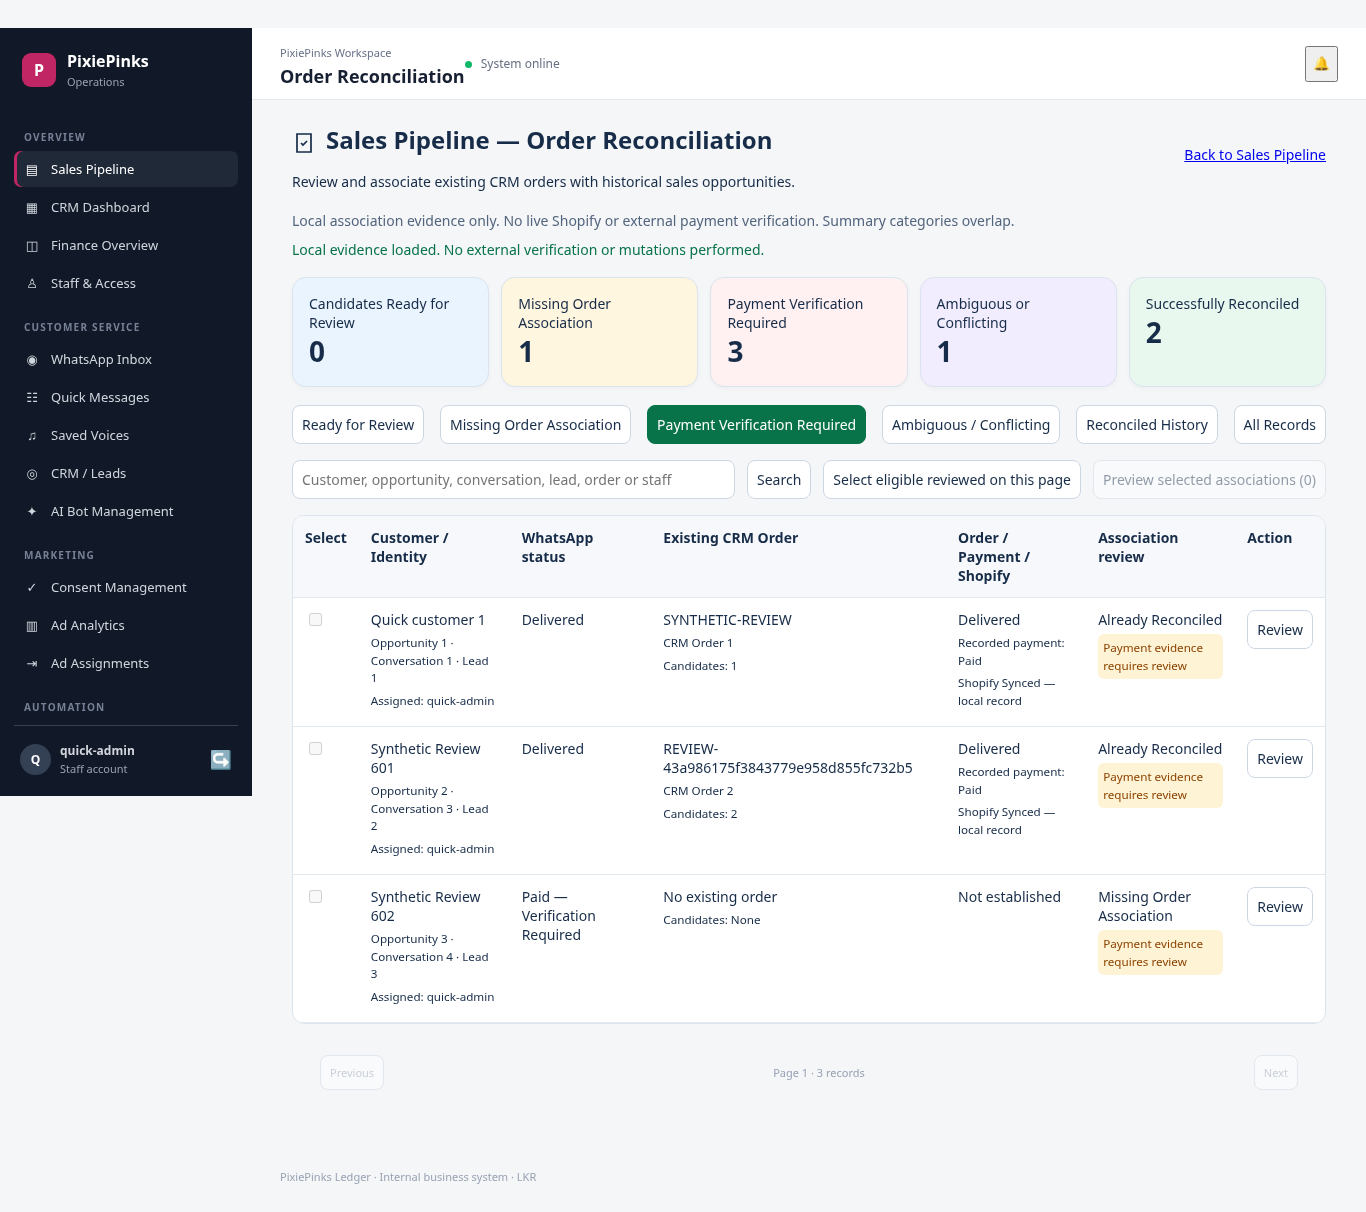 P
PixiePinks
Operations
OVERVIEW
Sales Pipeline
CRM Dashboard
Finance Overview
Staff & Access
CUSTOMER SERVICE
WhatsApp Inbox
Quick Messages
Saved Voices
CRM / Leads
AI Bot Management
MARKETING
Consent Management
Ad Analytics
Ad Assignments
AUTOMATION
Q
quick-admin
Staff account
PixiePinks Workspace
Order Reconciliation
System online
Sales Pipeline — Order Reconciliation
Back to Sales Pipeline
Review and associate existing CRM orders with historical sales opportunities.
Local association evidence only. No live Shopify or external payment verification. Summary categories overlap.
Local evidence loaded. No external verification or mutations performed.
Candidates Ready for
Review
0
Missing Order
Association
1
Payment Verification
Required
3
Ambiguous or
Conflicting
1
Successfully Reconciled
2
Ready for Review
Missing Order Association
Payment Verification Required
Ambiguous / Conflicting
Reconciled History
All Records
Customer, opportunity, conversation, lead, order or staff
Search
Select eligible reviewed on this page
Preview selected associations (0)
Select
Customer /
Identity
WhatsApp
status
Existing CRM Order
Order /
Payment /
Shopify
Association
review
Action
Quick customer 1
Opportunity 1 ·
Conversation 1 · Lead
1
Assigned: quick-admin
Delivered
SYNTHETIC-REVIEW
CRM Order 1
Candidates: 1
Delivered
Recorded payment:
Paid
Shopify Synced —
local record
Already Reconciled
Payment evidence
requires review
Review
Synthetic Review
601
Opportunity 2 ·
Conversation 3 · Lead
2
Assigned: quick-admin
Delivered
REVIEW-
43a986175f3843779e958d855fc732b5
CRM Order 2
Candidates: 2
Delivered
Recorded payment:
Paid
Shopify Synced —
local record
Already Reconciled
Payment evidence
requires review
Review
Synthetic Review
602
Opportunity 3 ·
Conversation 4 · Lead
3
Assigned: quick-admin
Paid —
Verification
Required
No existing order
Candidates: None
Not established
Missing Order
Association
Payment evidence
requires review
Review
Previous
Page 1 · 3 records
Next
PixiePinks Ledger · Internal business system · LKR